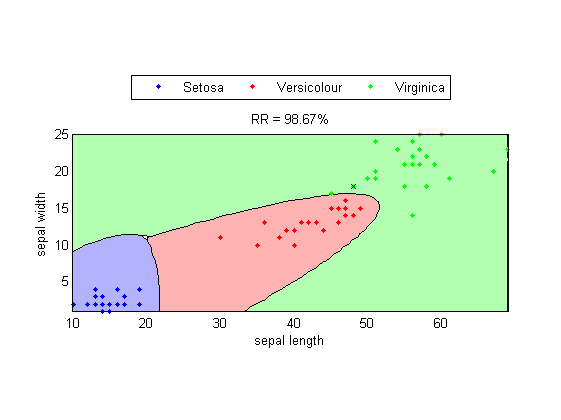 Setosa Versicolour Virginica
RR = 98.67%
25
20
15
10
5
sepal width
10 20 30 40 50 60
sepal length